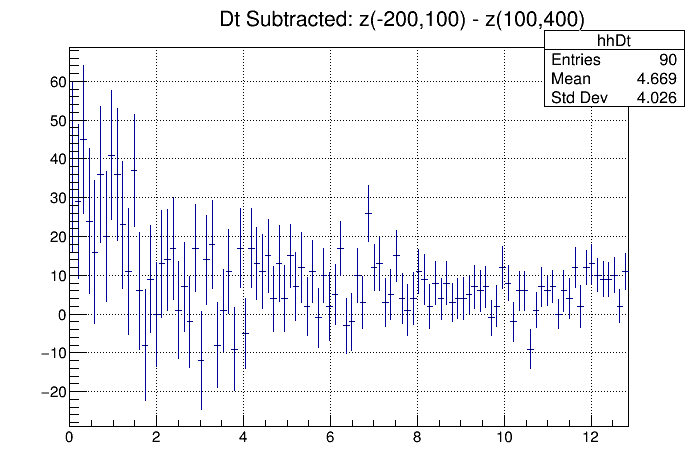 Dt Subtracted: z(-200,100) - z(100,400)
hhDt
Entries 90
Mean 4.669
Std Dev 4.026
60
50
40
30
20
10
0
−10
−20
0 2 4 6 8 10 12